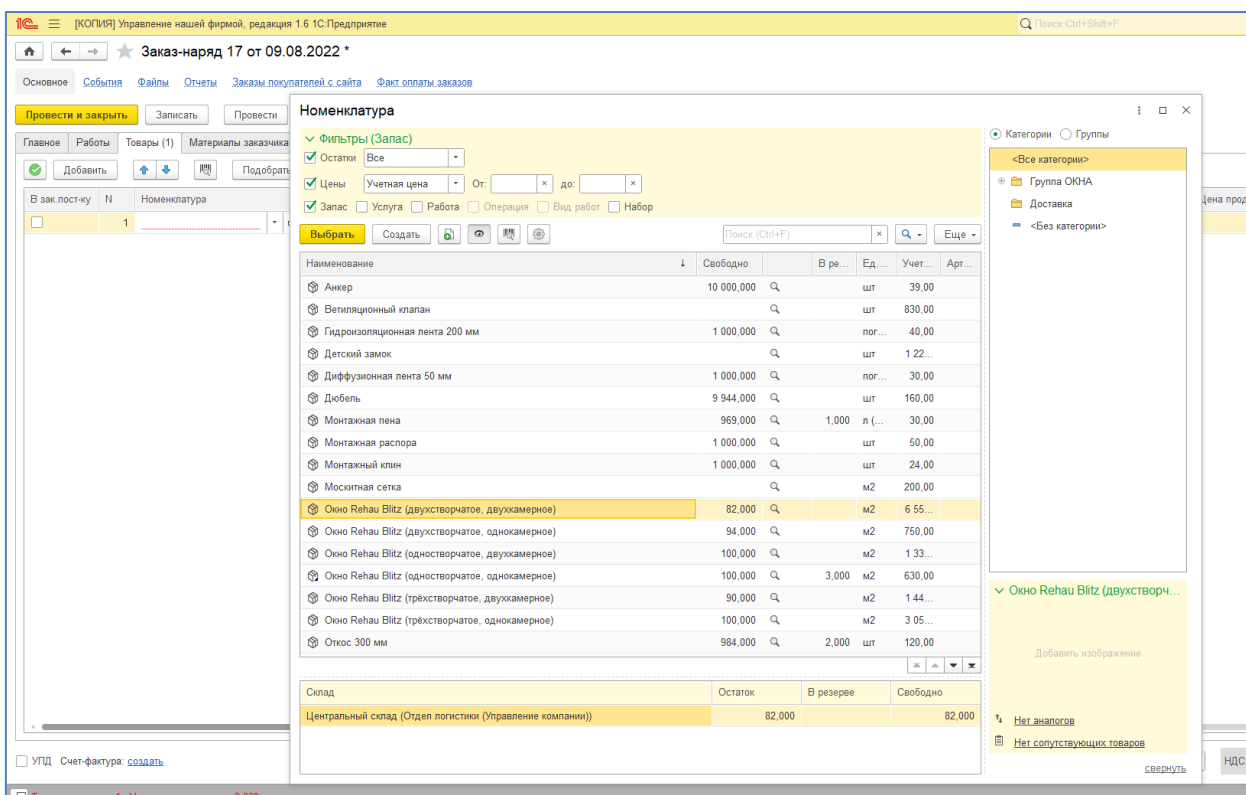 1С [КОПИЯ] Управление нашей фирмой, редакция 1.6 1С:Предприятие Поиск Ctrl+Shift+F
Заказ-наряд 17 от 09.08.2022 *
Основное События Файлы Отчеты Заказы покупателей с сайта Факт оплаты заказов
Провести и закрыть Записать Провести
Главное Работы Товары (1) Материалы заказчика
Добавить Подобрать
В зак.пост-ку N Номенклатура
1
Номенклатура
Фильтры (Запас)
Остатки Все
Цены Учетная цена От: до:
Запас Услуга Работа Операция Вид работ Набор
Выбрать Создать Поиск (Ctrl+F) Еще
Наименование ↓ Свободно В ре... Ед.... Учет... Арт...
Анкер 10 000,000 шт 39,00
Ветиляционный клапан шт 830,00
Гидроизоляционная лента 200 мм 1 000,000 пог... 40,00
Детский замок шт 1 22...
Диффузионная лента 50 мм 1 000,000 пог... 30,00
Дюбель 9 944,000 шт 160,00
Монтажная пена 969,000 1,000 л (... 30,00
Монтажная распора 1 000,000 шт 50,00
Монтажный клин 1 000,000 шт 24,00
Москитная сетка м2 200,00
Окно Rehau Blitz (двухстворчатое, двухкамерное) 82,000 м2 6 55...
Окно Rehau Blitz (двухстворчатое, однокамерное) 94,000 м2 750,00
Окно Rehau Blitz (одностворчатое, двухкамерное) 100,000 м2 1 33...
Окно Rehau Blitz (одностворчатое, однокамерное) 100,000 3,000 м2 630,00
Окно Rehau Blitz (трёхстворчатое, двухкамерное) 90,000 м2 1 44...
Окно Rehau Blitz (трёхстворчатое, однокамерное) 100,000 м2 3 05...
Откос 300 мм 984,000 2,000 шт 120,00
Склад Остаток В резерве Свободно
Центральный склад (Отдел логистики (Управление компании)) 82,000 82,000
Категории Группы
<Все категории>
Группа ОКНА
Доставка
<Без категории>
Окно Rehau Blitz (двухстворч...
Добавить изображение
Нет аналогов
Нет сопутствующих товаров
свернуть
Цена прод
УПД Счет-фактура: создать
НДС